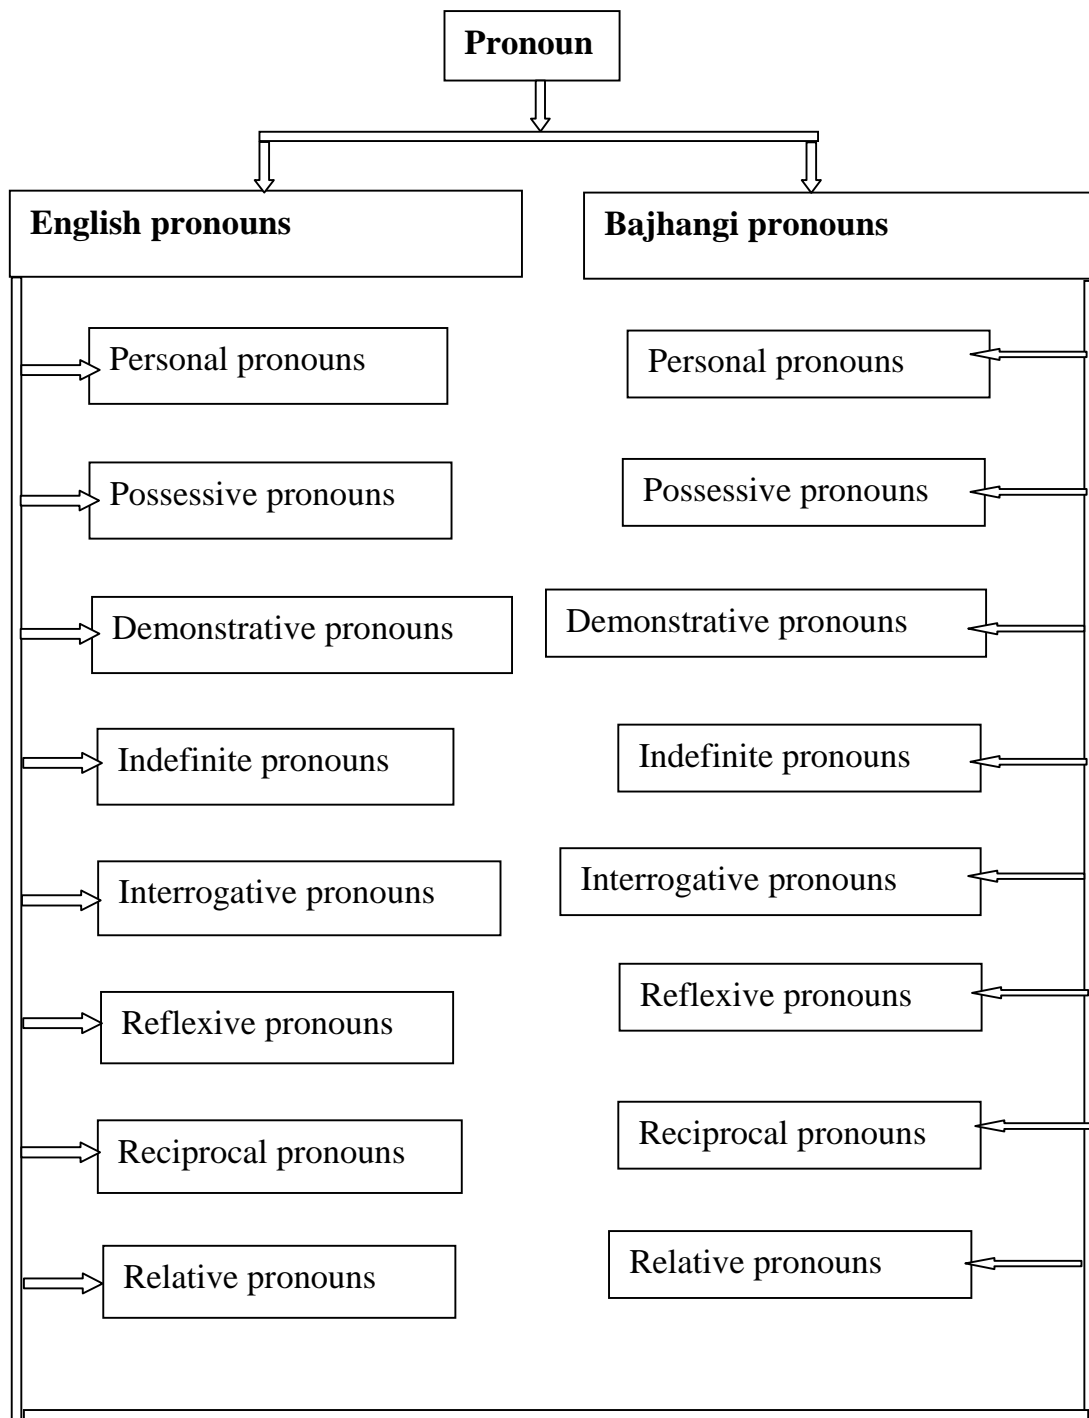 Pronoun
English pronouns
Bajhangi pronouns
Personal pronouns
Personal pronouns
Possessive pronouns
Possessive pronouns
Demonstrative pronouns
Demonstrative pronouns
Indefinite pronouns
Indefinite pronouns
Interrogative pronouns
Interrogative pronouns
Reflexive pronouns
Reflexive pronouns
Reciprocal pronouns
Reciprocal pronouns
Relative pronouns
Relative pronouns